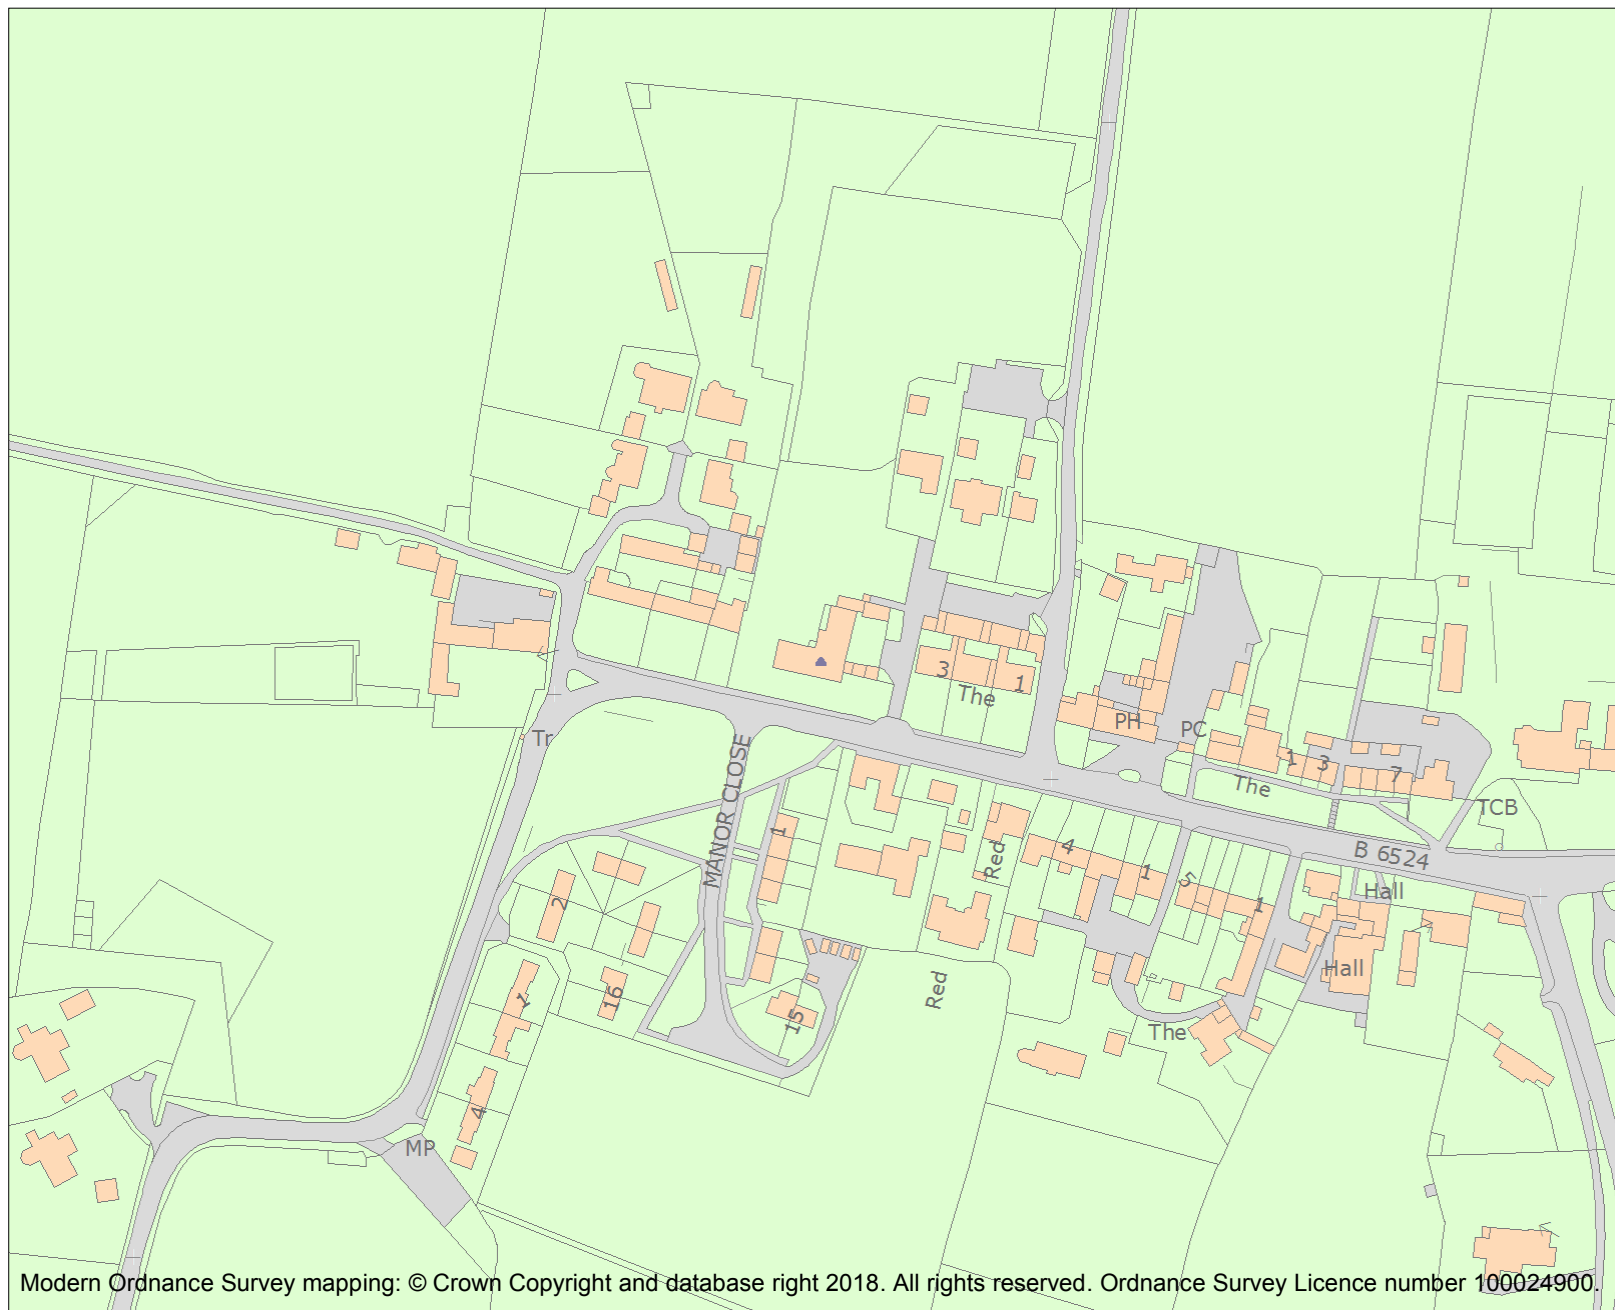 3
1
The
PH
PC
Tr
MANOR CLOSE
1
3
7
The
TCB
1
Red
4
1
B 6524
Hall
5
1
2
Hall
16
1
15
Red
The
4
MP
Modern Ordnance Survey mapping: © Crown Copyright and database right 2018. All rights reserved. Ordnance Survey Licence number 100024900.